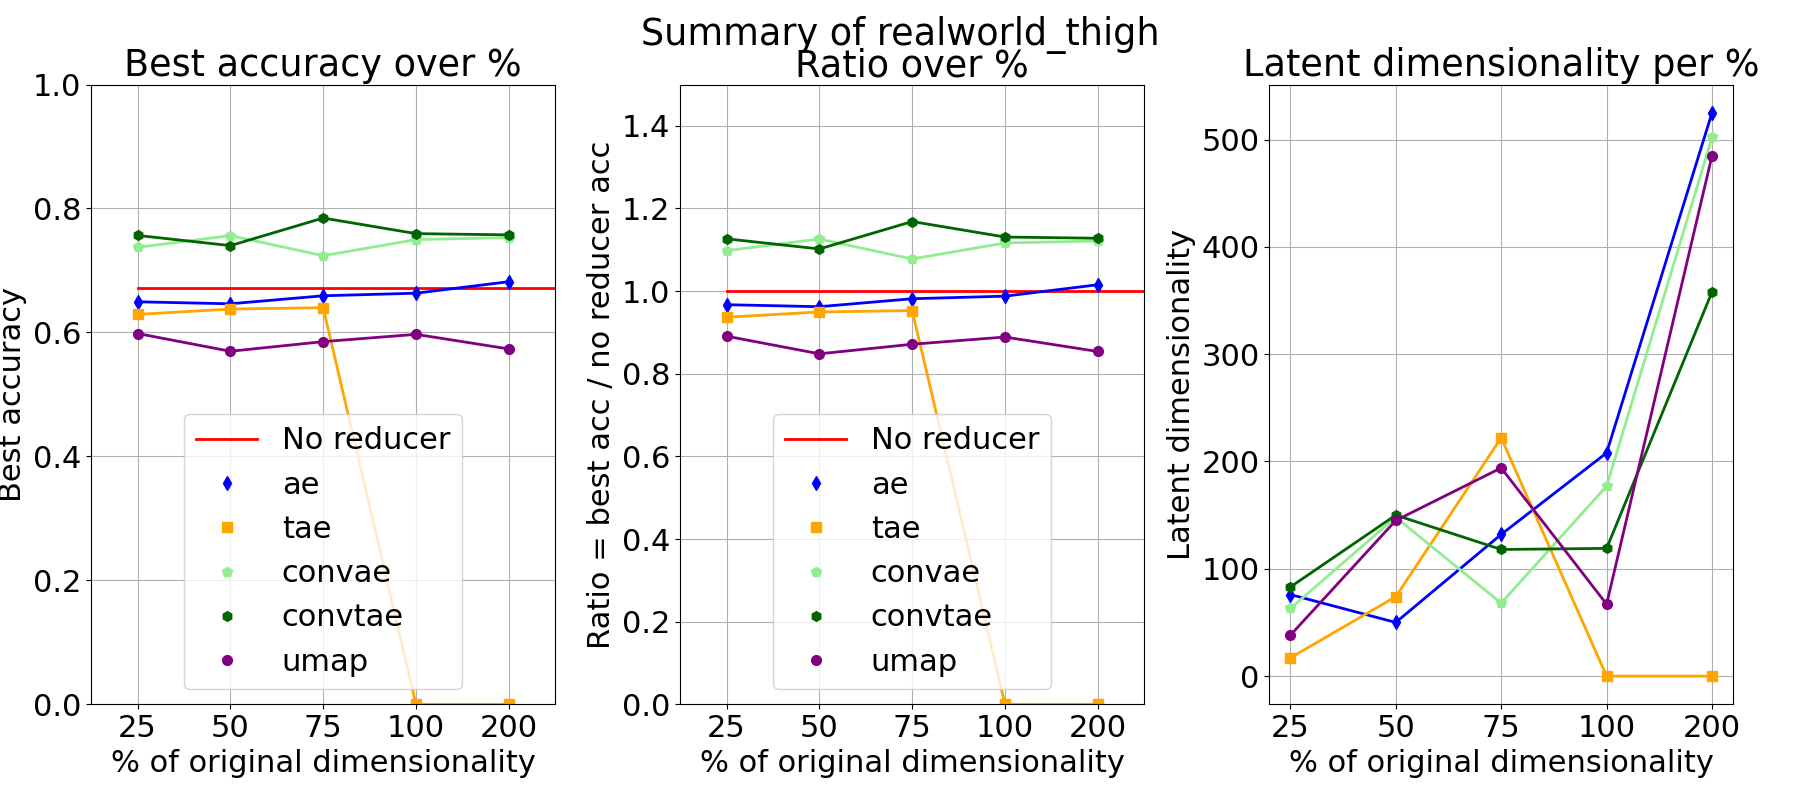 Summary of realworld_thigh
Best accuracy over %
Best accuracy
1.0
0.8
0.6
0.4
0.2
0.0
No reducer
ae
tae
convae
convtae
umap
25 50 75 100 200
% of original dimensionality
Ratio over %
Ratio = best acc / no reducer acc
1.4
1.2
1.0
0.8
0.6
0.4
0.2
0.0
No reducer
ae
tae
convae
convtae
umap
25 50 75 100 200
% of original dimensionality
Latent dimensionality per %
Latent dimensionality
500
400
300
200
100
0
25 50 75 100 200
% of original dimensionality